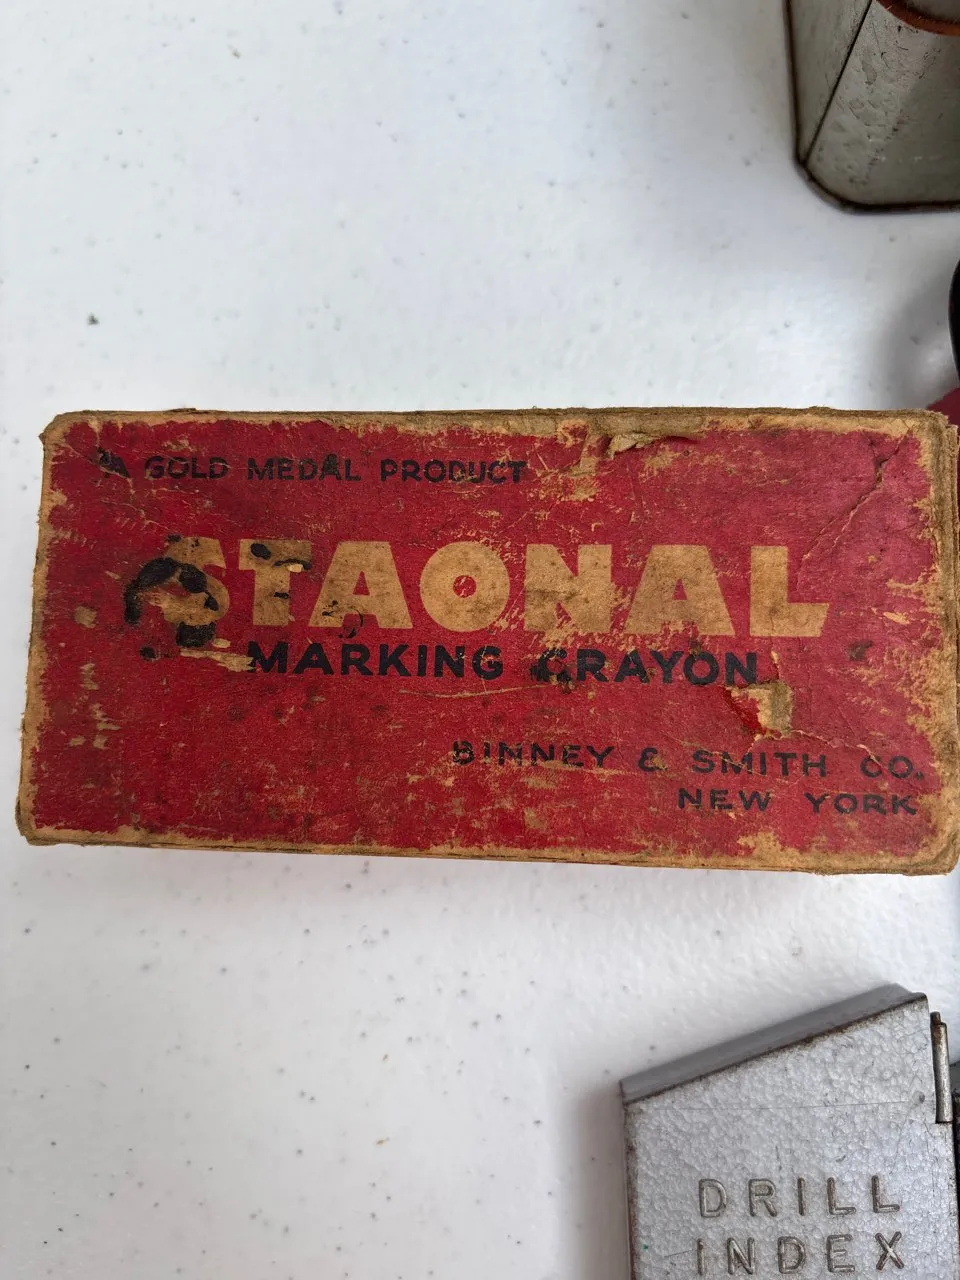 A GOLD MEDAL PRODUCT
STAONAL
MARKING CRAYON
BINNEY & SMITH CO.
NEW YORK
DRILL
INDEX